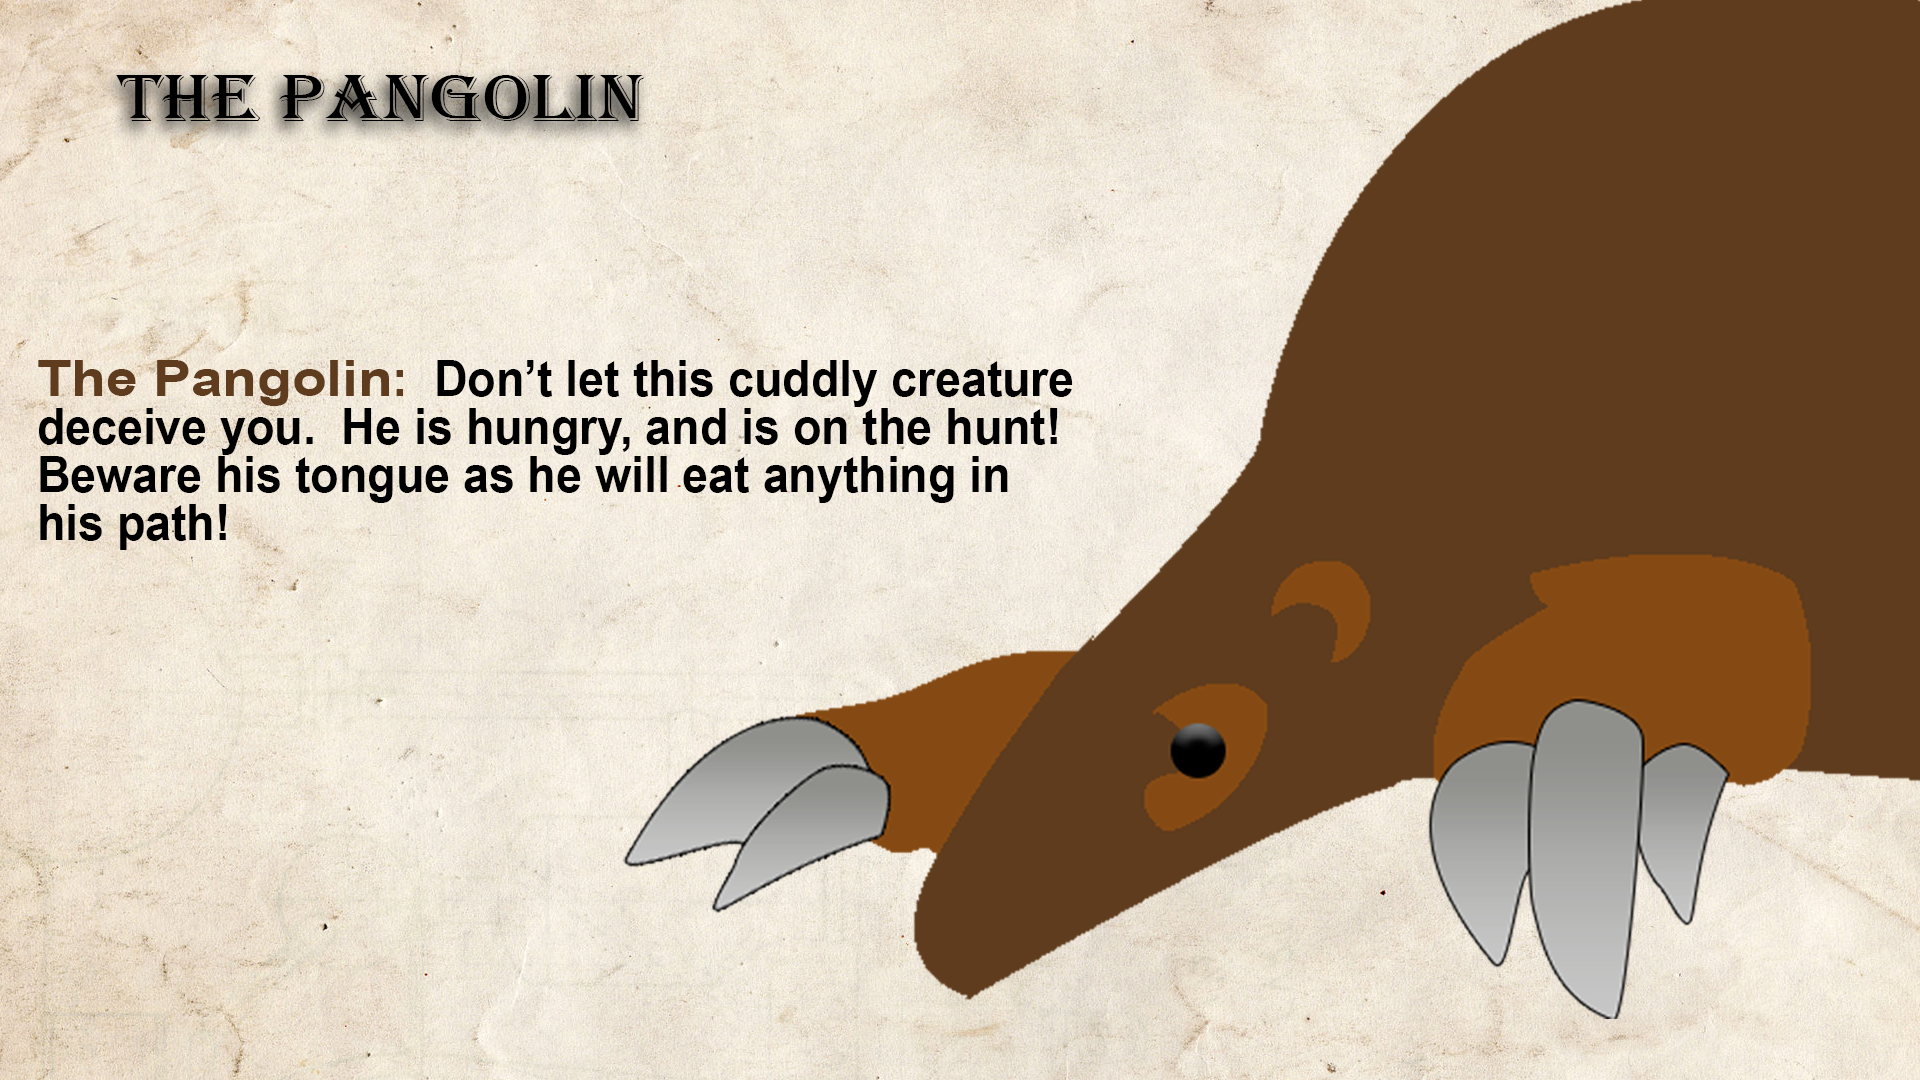 THE PANGOLIN
The Pangolin:  Don’t let this cuddly creature
deceive you.  He is hungry, and is on the hunt!
Beware his tongue as he will eat anything in
his path!